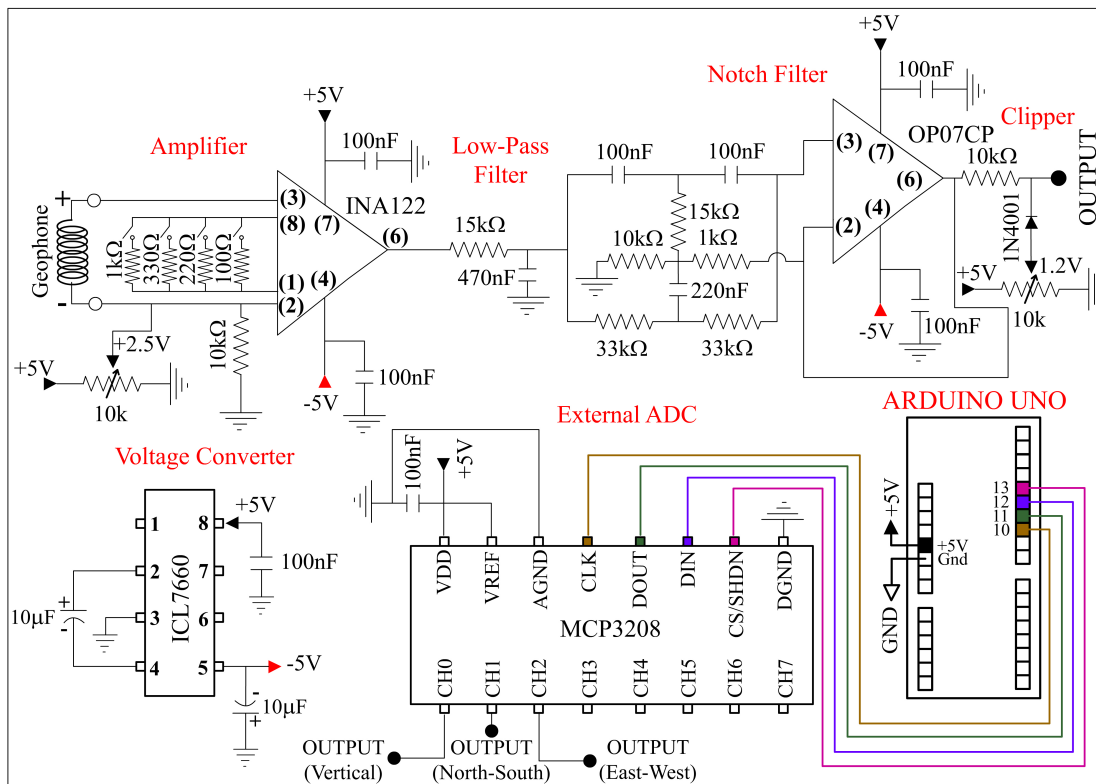 Amplifier
+5V
100nF
Geophone
+
-
(3)
(8)
(7)
INA122
(6)
(1)
(4)
(2)
1kΩ
330Ω
220Ω
100Ω
+2.5V
+5V
10k
10kΩ
-5V
100nF
Low-Pass
Filter
15kΩ
470nF
Notch Filter
100nF
100nF
15kΩ
10kΩ
1kΩ
220nF
33kΩ
33kΩ
+5V
100nF
OP07CP
(3)
(7)
(6)
(4)
(2)
-5V
100nF
Clipper
10kΩ
OUTPUT
1N4001
+5V
1.2V
10k
Voltage Converter
ICL7660
1
2
3
4
8
7
6
5
+5V
100nF
10µF
+
-
-5V
-
10µF
+
External ADC
100nF
+5V
VDD
VREF
AGND
CLK
DOUT
DIN
CS/SHDN
DGND
MCP3208
CH0
CH1
CH2
CH3
CH4
CH5
CH6
CH7
OUTPUT
(Vertical)
OUTPUT
(North-South)
OUTPUT
(East-West)
ARDUINO UNO
+5V
+5V
Gnd
GND
13
12
11
10